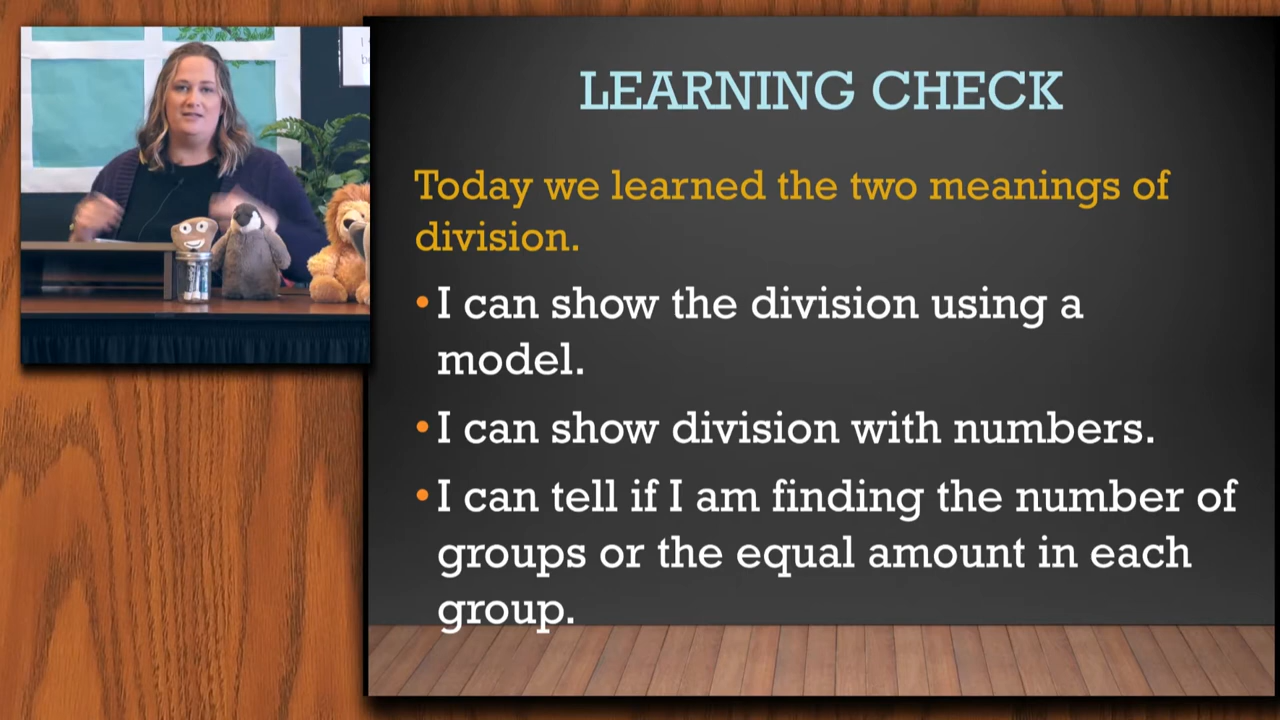 LEARNING CHECK
Today we learned the two meanings of
division.
•I can show the division using a
model.
•I can show division with numbers.
•I can tell if I am finding the number of
groups or the equal amount in each
group.